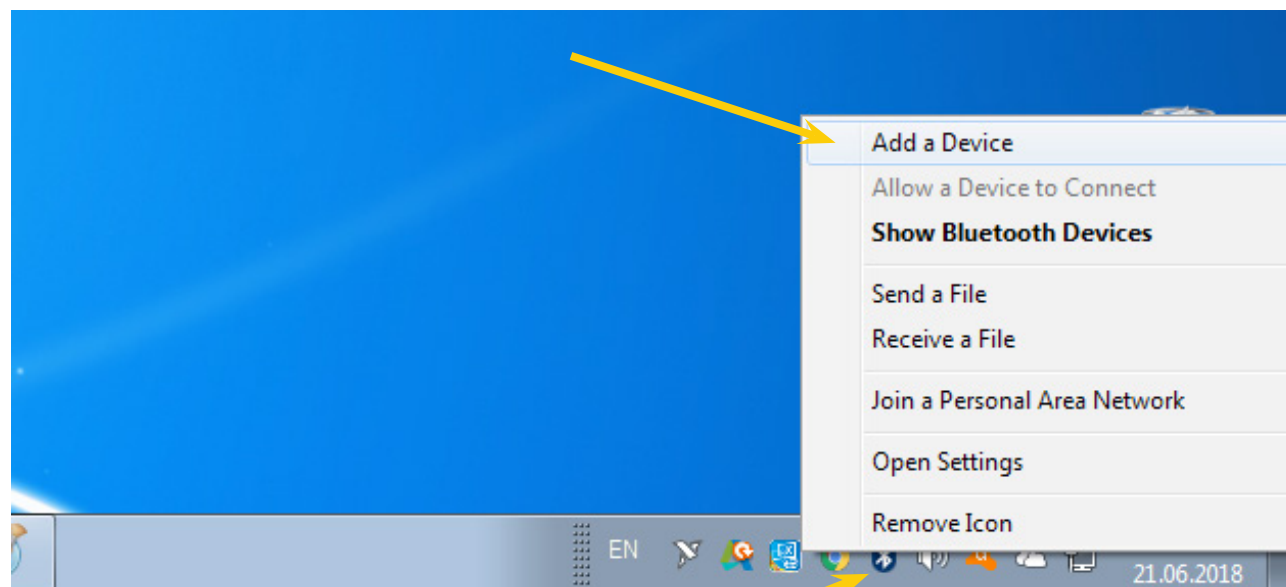 Add a Device
Allow a Device to Connect
Show Bluetooth Devices
Send a File
Receive a File
Join a Personal Area Network
Open Settings
Remove Icon
EN
21.06.2018